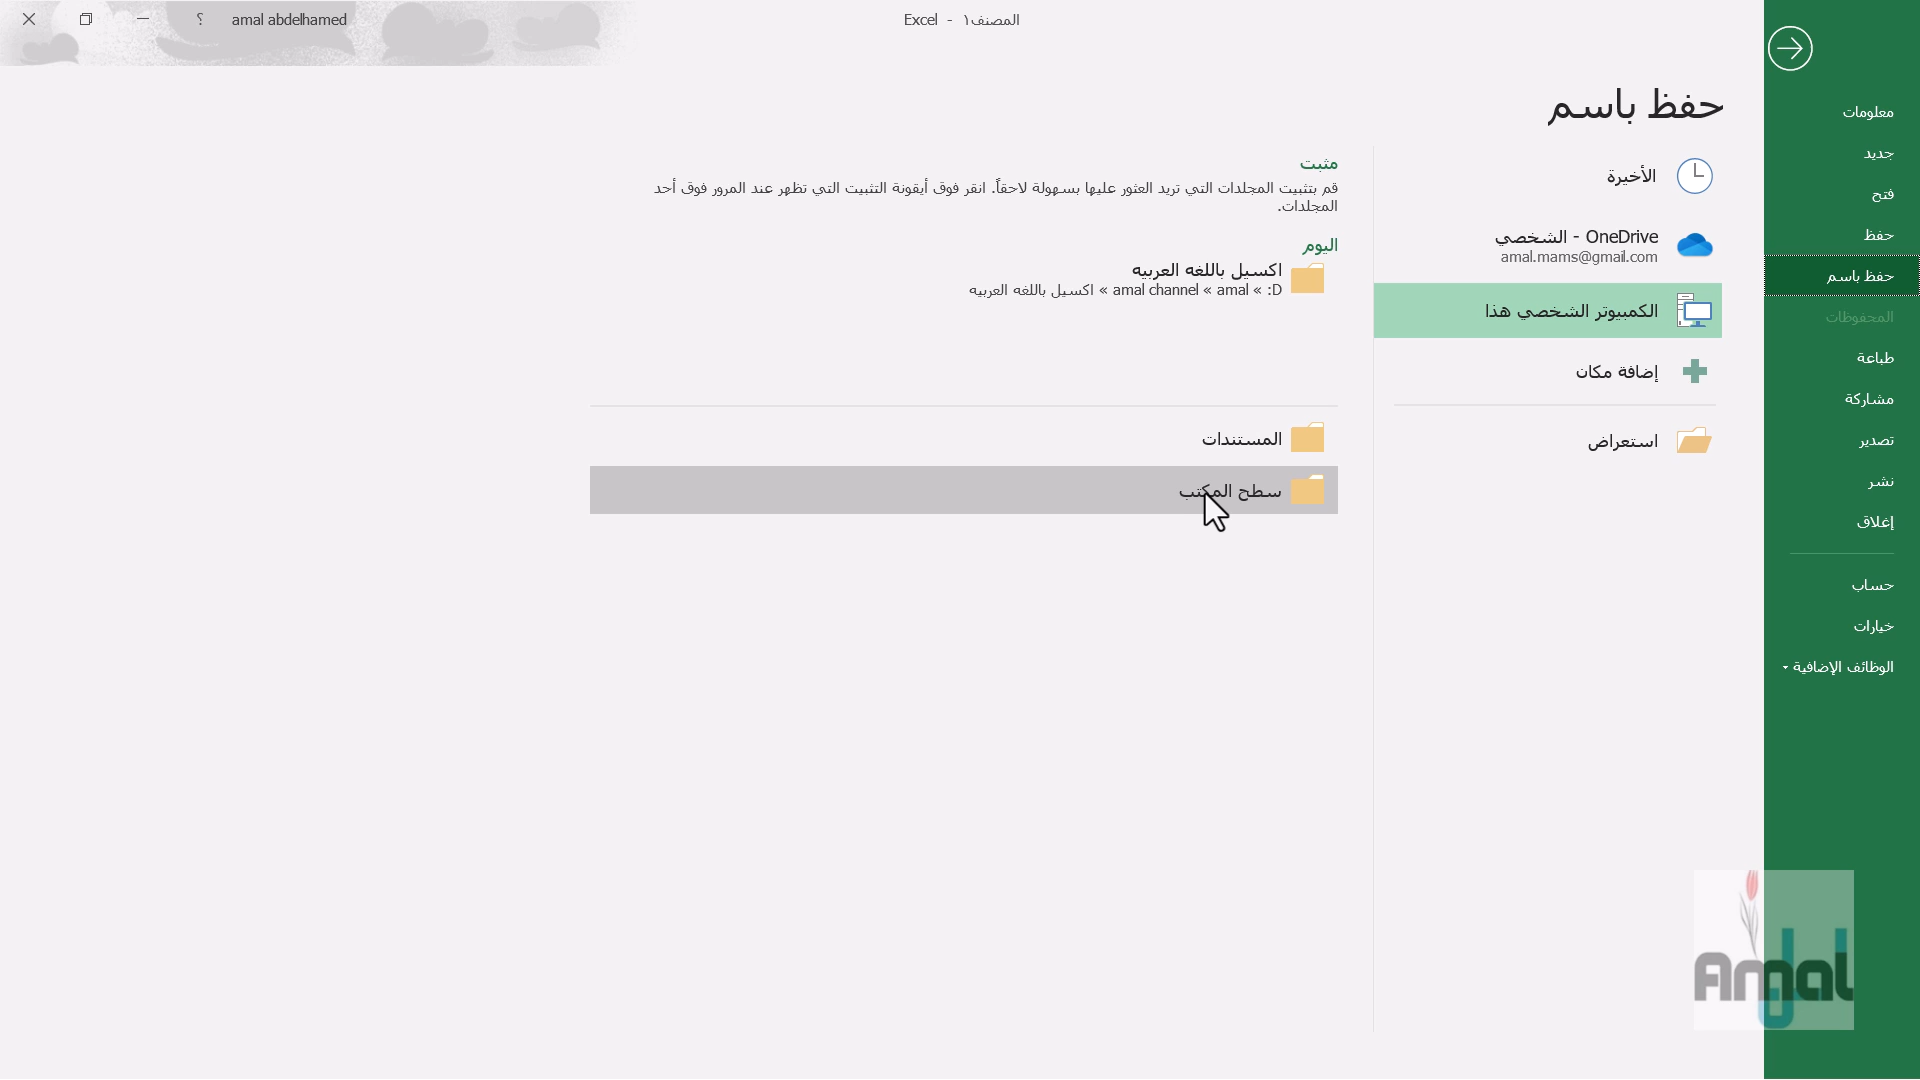 المصنف١ - Excel
amal abdelhamed
؟
معلومات
جديد
فتح
حفظ
حفظ باسم
المحفوظات
طباعة
مشاركة
تصدير
نشر
إغلاق
حساب
خيارات
الوظائف الإضافية
حفظ باسم
الأخيرة
OneDrive - الشخصي
amal.mams@gmail.com
الكمبيوتر الشخصي هذا
إضافة مكان
استعراض
مثبت
قم بتثبيت المجلدات التي تريد العثور عليها بسهولة لاحقاً. انقر فوق أيقونة التثبيت التي تظهر عند المرور فوق أحد
المجلدات.
اليوم
اكسيل باللغه العربيه
D: » amal » amal channel » اكسيل باللغه العربيه
المستندات
سطح المكتب
Amal